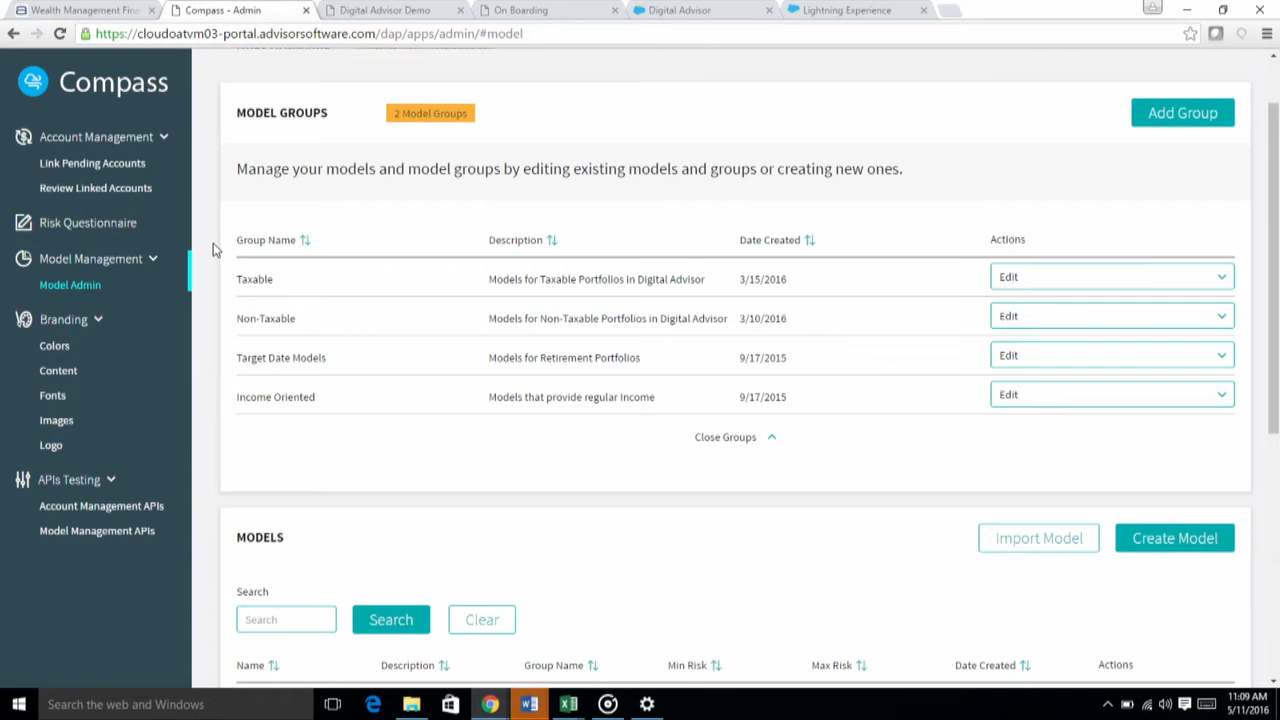 Wealth Management Fina
Compass - Admin
Digital Advisor Demo
On Boarding
Digital Advisor
Lightning Experience
https://cloudoatvm03-portal.advisorsoftware.com/dap/apps/admin/#model
Compass
Account Management
Link Pending Accounts
Review Linked Accounts
Risk Questionnaire
Model Management
Model Admin
Branding
Colors
Content
Fonts
Images
Logo
APIs Testing
Account Management APIs
Model Management APIs
MODEL GROUPS
2 Model Groups
Add Group
Manage your models and model groups by editing existing models and groups or creating new ones.
Group Name Description Date Created Actions
Taxable Models for Taxable Portfolios in Digital Advisor 3/15/2016 Edit
Non-Taxable Models for Non-Taxable Portfolios in Digital Advisor 3/10/2016 Edit
Target Date Models Models for Retirement Portfolios 9/17/2015 Edit
Income Oriented Models that provide regular Income 9/17/2015 Edit
Close Groups
MODELS
Import Model
Create Model
Search
Search Search Clear
Name Description Group Name Min Risk Max Risk Date Created Actions
Search the web and Windows
11:09 AM
5/11/2016